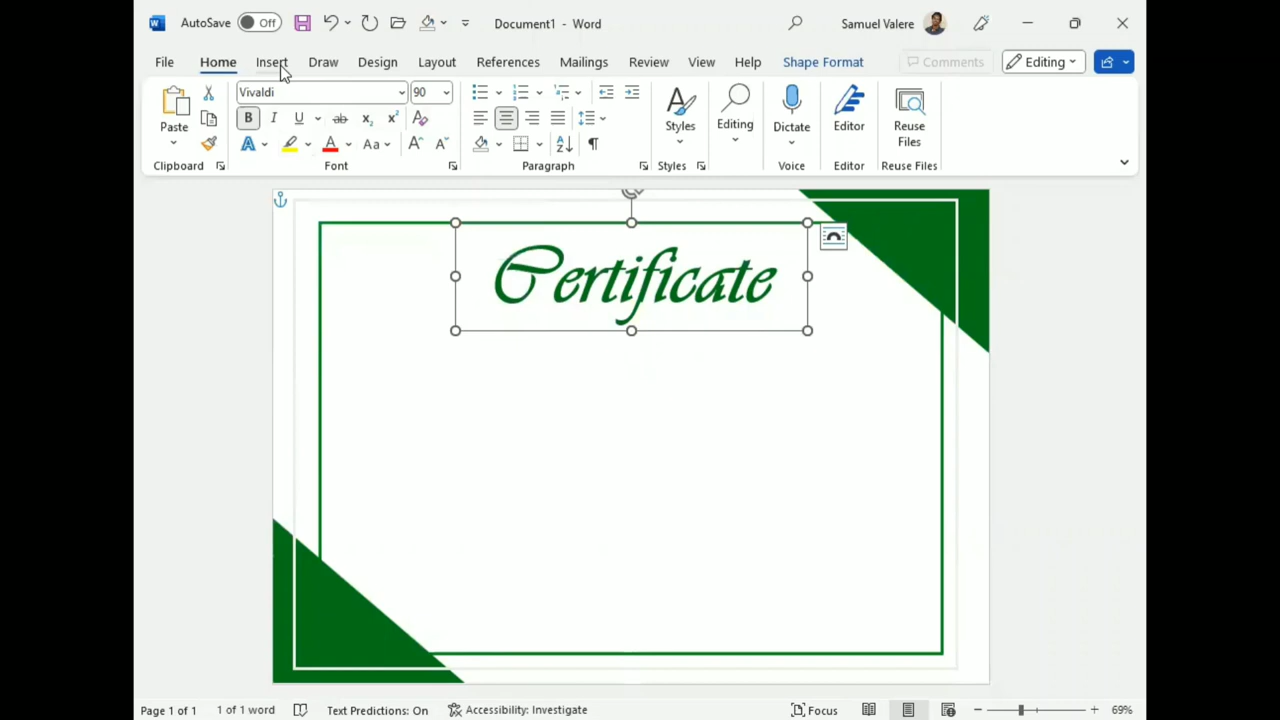 AutoSave Off Document1 - Word Samuel Valere
File Home Insert Draw Design Layout References Mailings Review View Help Shape Format Comments Editing
Vivaldi 90
Paste Styles Editing Dictate Editor Reuse Files
Clipboard Font Paragraph Styles Voice Editor Reuse Files
Certificate
Page 1 of 1 1 of 1 word Text Predictions: On Accessibility: Investigate Focus 69%